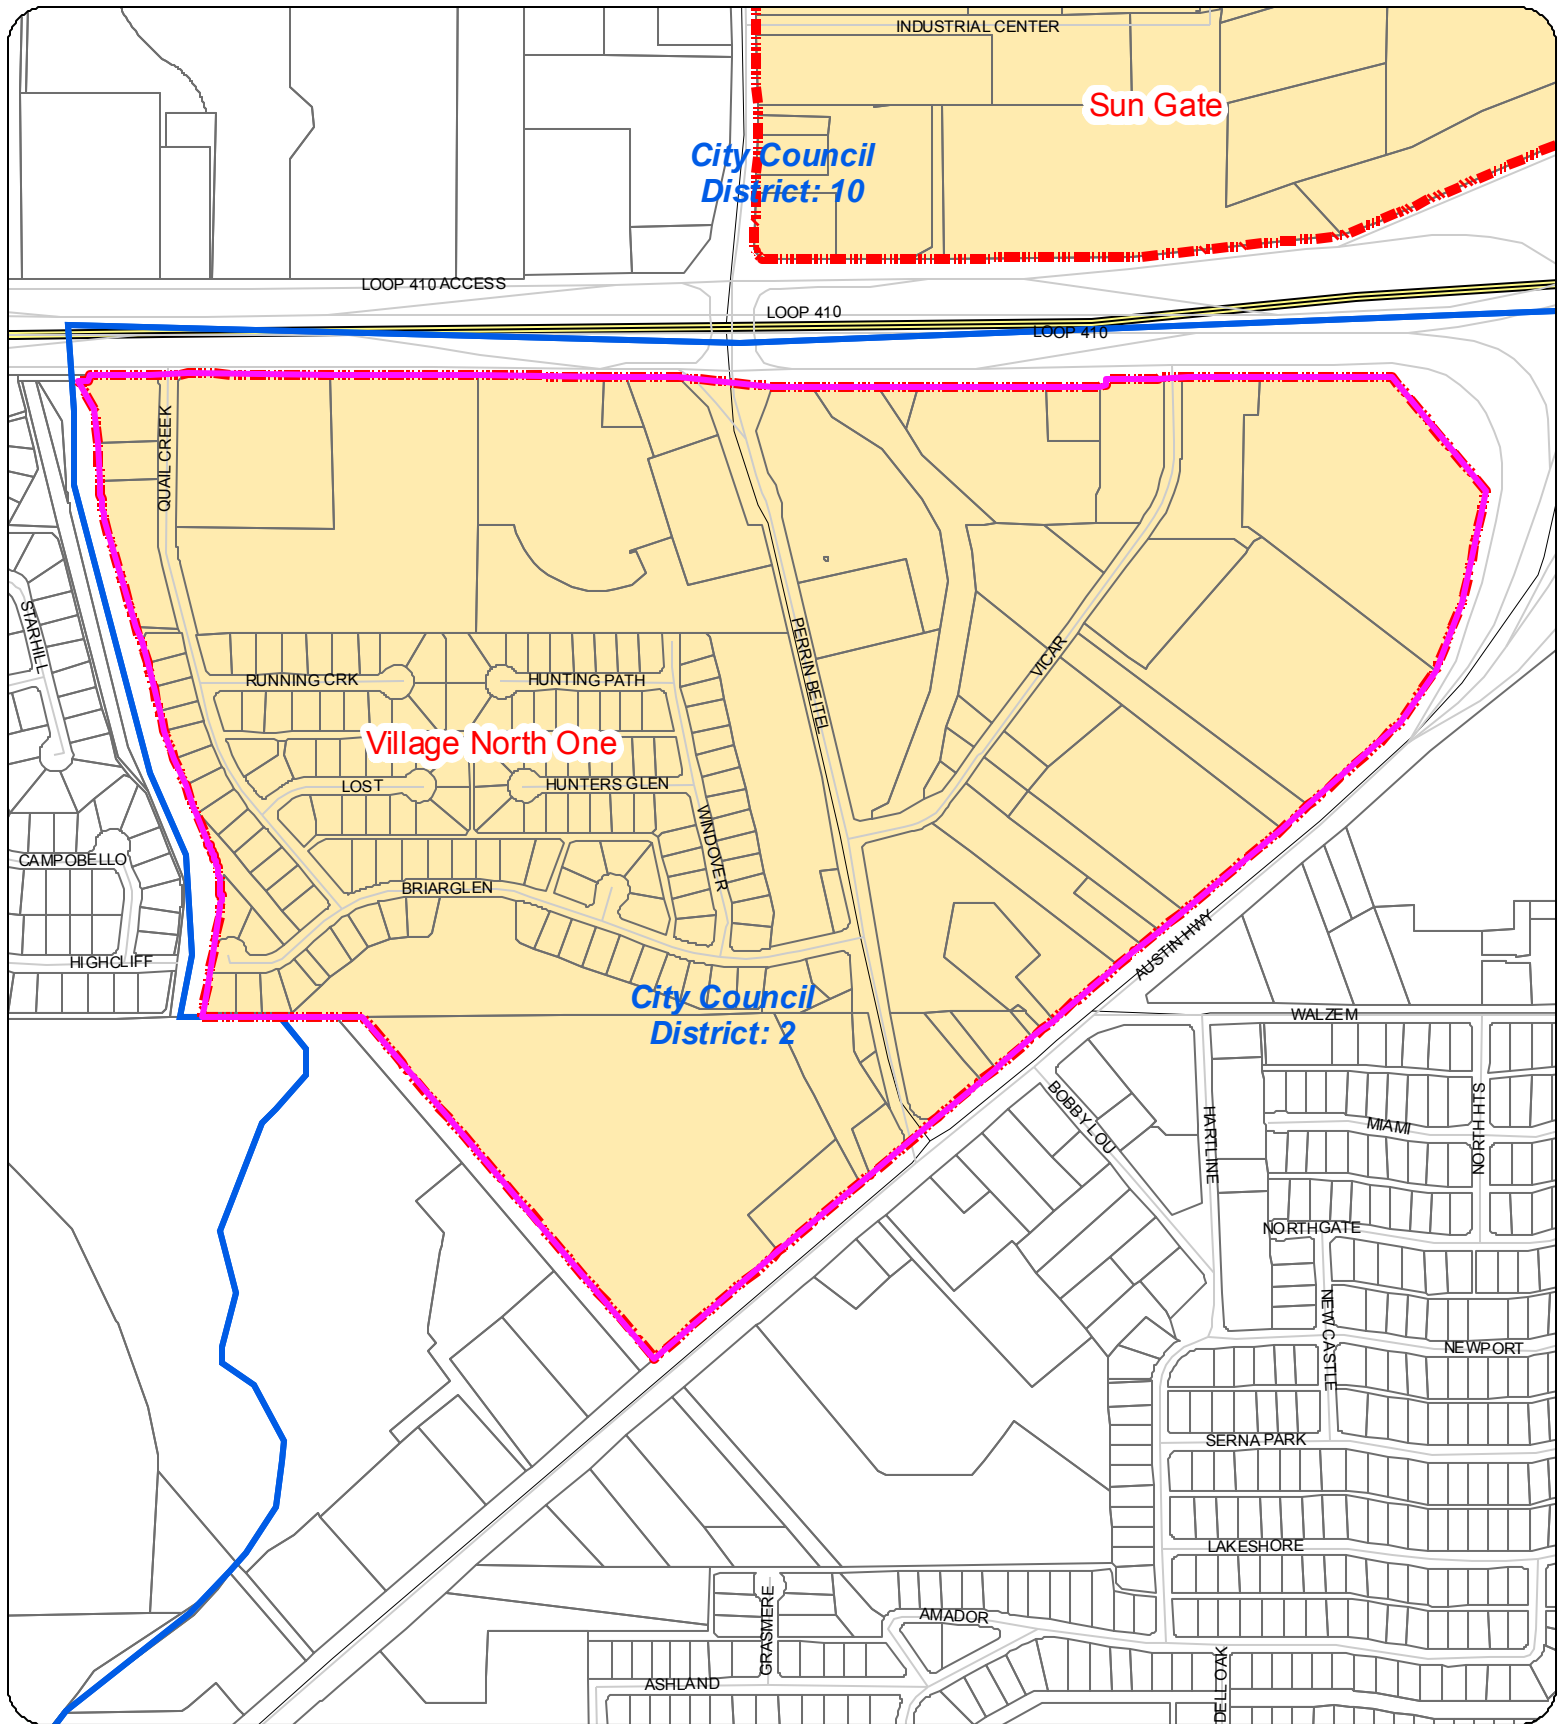 INDUSTRIAL CENTER
Sun Gate
City Council
District: 10
LOOP 410 ACCESS
LOOP 410
LOOP 410
QUAIL CREEK
STARHILL
PERRIN BEITEL
VICAR
RUNNING CRK
HUNTING PATH
Village North One
LOST
HUNTERS GLEN
WINDOVER
CAMPOBELLO
BRIARGLEN
HIGHCLIFF
AUSTIN HWY
City Council
District: 2
WALZEM
BOBBY LOU
HARTLINE
MIAMI
NORTH HTS
NORTHGATE
NEWCASTLE
NEWPORT
SERNA PARK
LAKESHORE
GRASMERE
AMADOR
ASHLAND
DELL OAK